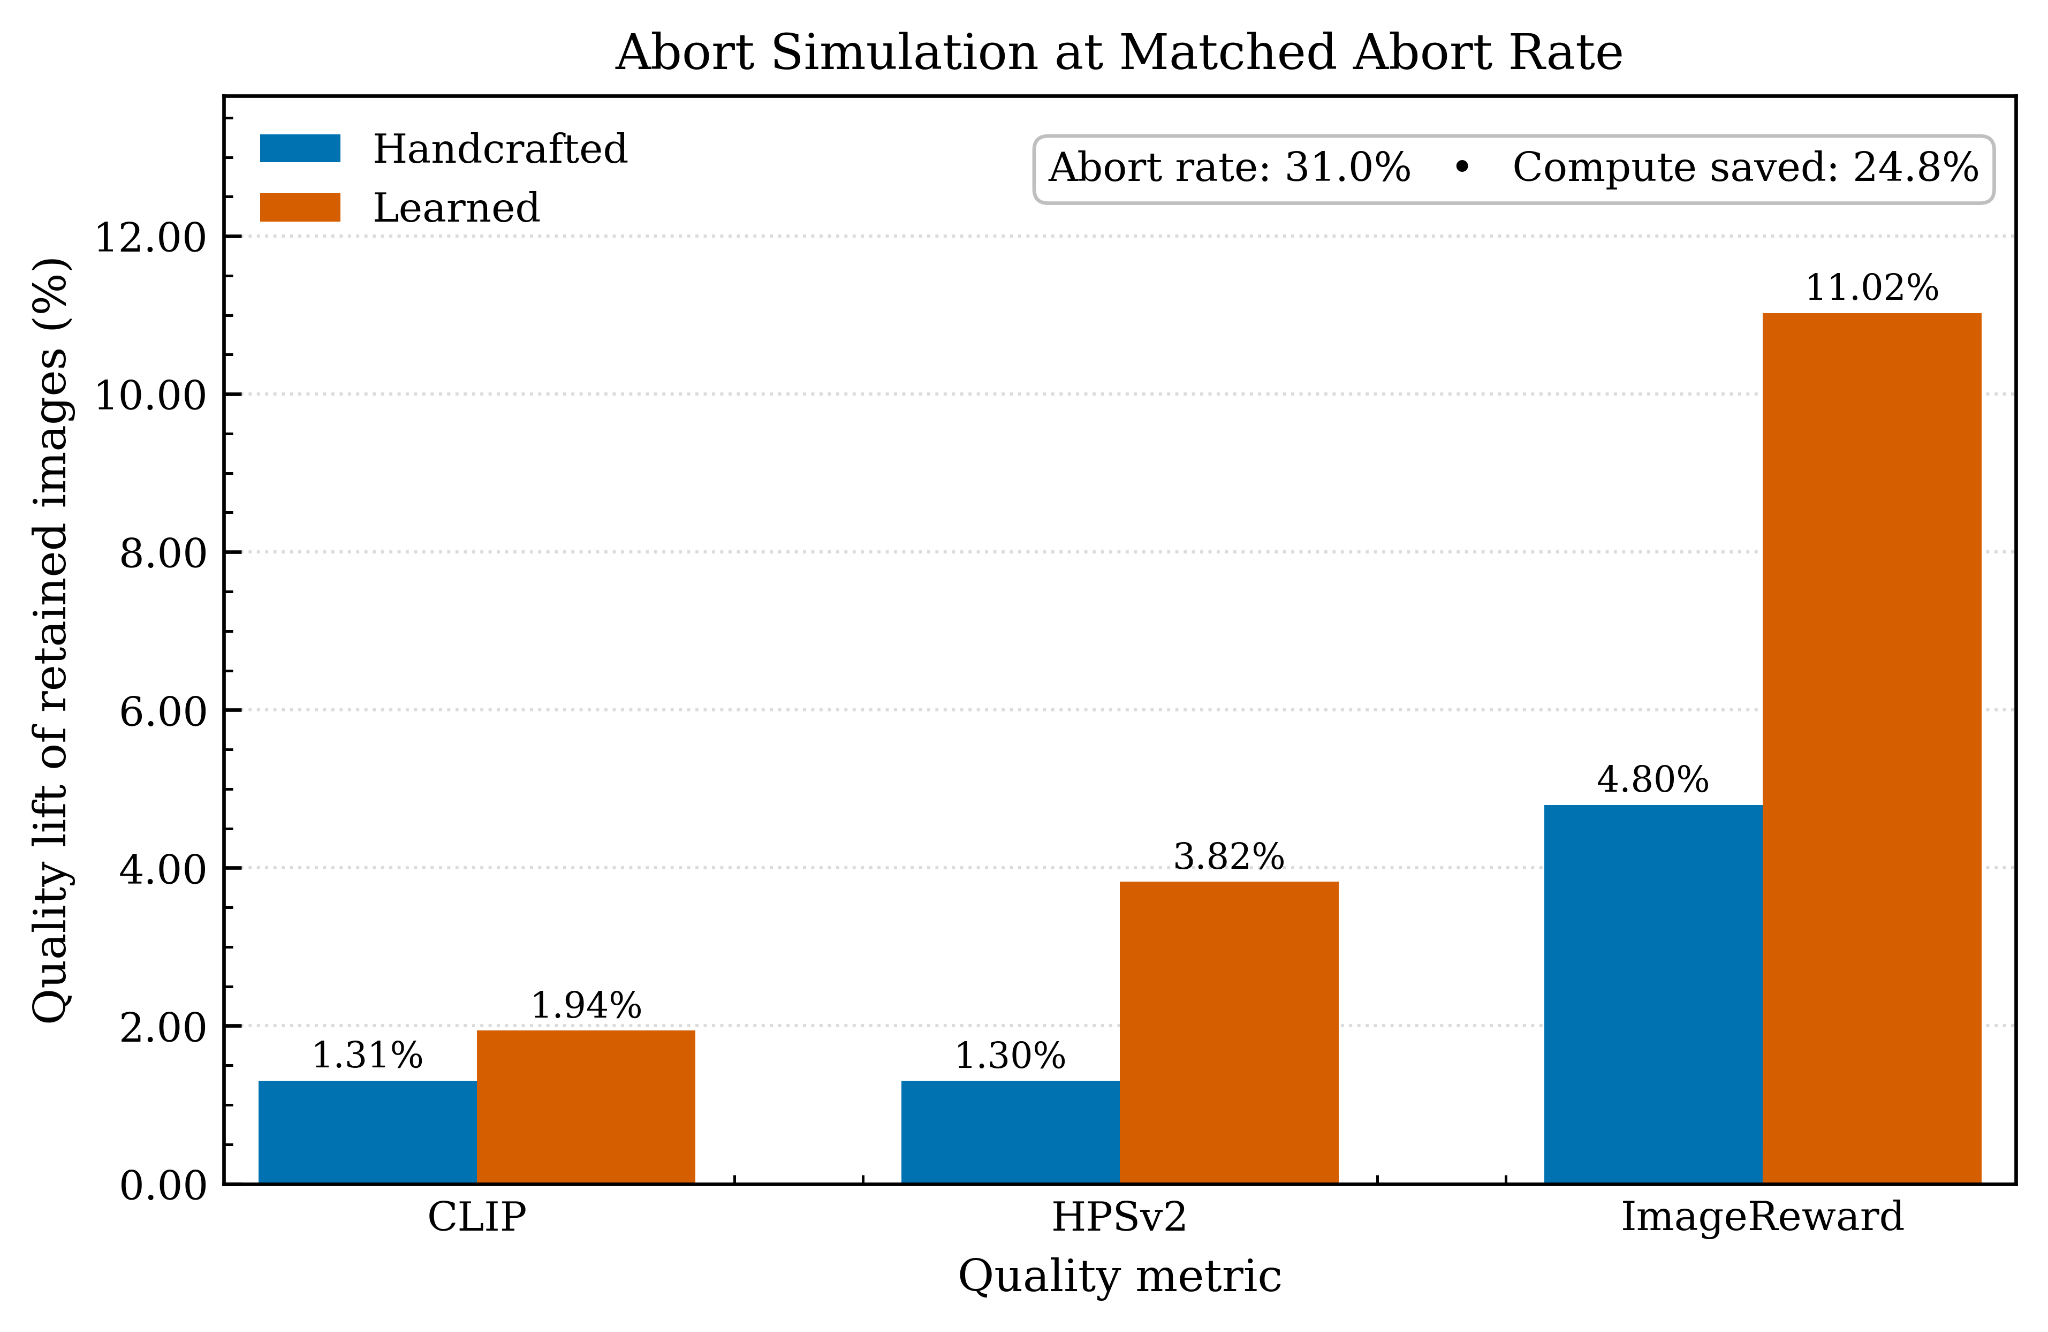 Abort Simulation at Matched Abort Rate
Handcrafted
Learned
Abort rate: 31.0% • Compute saved: 24.8%
Quality lift of retained images (%)
12.00
10.00
8.00
6.00
4.00
2.00
0.00
1.31%
1.94%
1.30%
3.82%
4.80%
11.02%
CLIP
HPSv2
ImageReward
Quality metric